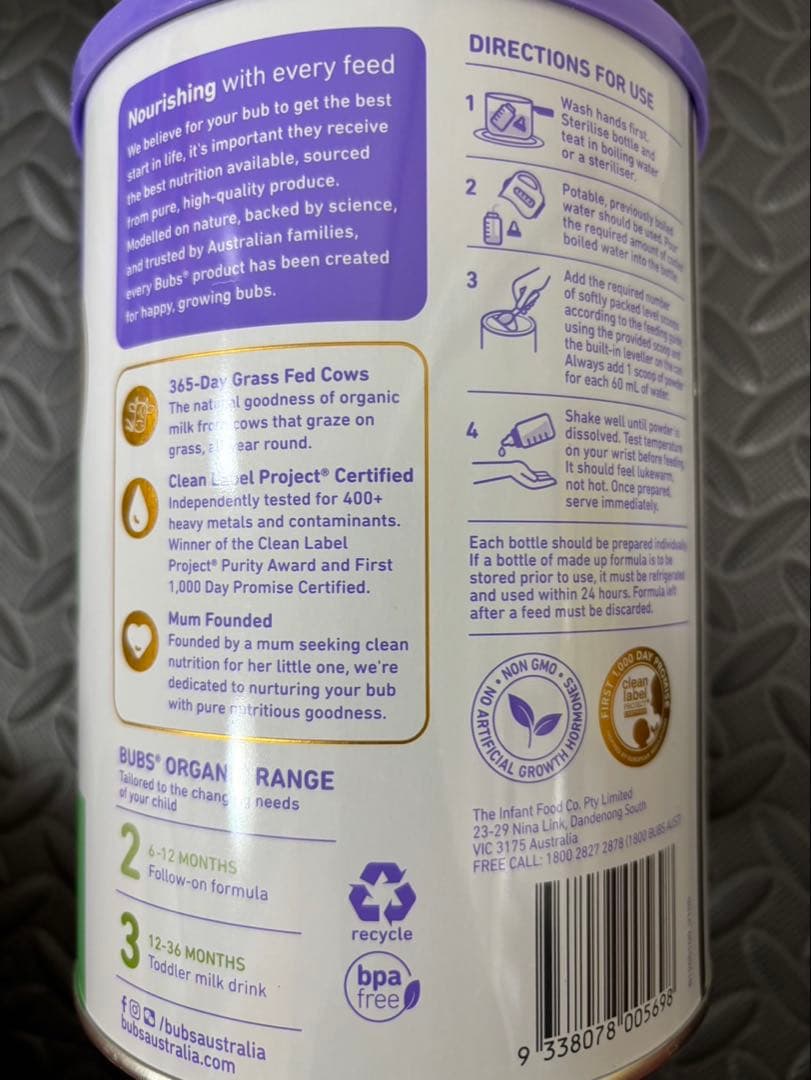 Nourishing with every feed
We believe for your bub to get the best
start in life, it's important they receive
the best nutrition available, sourced
from pure, high-quality produce.
Modelled on nature, backed by science,
and trusted by Australian families,
every Bubs® product has been created
for happy, growing bubs.
365-Day Grass Fed Cows
The natural goodness of organic
milk from cows that graze on
grass, all year round.
Clean Label Project® Certified
Independently tested for 400+
heavy metals and contaminants.
Winner of the Clean Label
Project® Purity Award and First
1,000 Day Promise Certified.
Mum Founded
Founded by a mum seeking clean
nutrition for her little one, we're
dedicated to nurturing your bub
with pure nutritious goodness.
BUBS® ORGANIC RANGE
Tailored to the changing needs
of your child
2 6-12 MONTHS
Follow-on formula
3 12-36 MONTHS
Toddler milk drink
/bubsaustralia
bubsaustralia.com
recycle
bpa
free
DIRECTIONS FOR USE
1 Wash hands first.
Sterilise bottle and
teat in boiling water
or a steriliser.
2 Potable, previously boiled
water should be used. Pour
the required amount of cooled
boiled water into the bottle.
3 Add the required number
of softly packed level scoops
according to the feeding guide
using the provided scoop and
the built-in leveller on the can.
Always add 1 scoop of powder
for each 60 mL of water.
4 Shake well until powder is
dissolved. Test temperature
on your wrist before feeding.
It should feel lukewarm,
not hot. Once prepared,
serve immediately.
Each bottle should be prepared individually.
If a bottle of made up formula is to be
stored prior to use, it must be refrigerated
and used within 24 hours. Formula left
after a feed must be discarded.
NON GMO • NO ARTIFICIAL GROWTH HORMONES •
FIRST 1,000 DAY PROMISE
clean
label
PROJECT
The Infant Food Co. Pty Limited
23-29 Nina Link, Dandenong South
VIC 3175 Australia
FREE CALL: 1800 2827 2878 (1800 BUBS AUST)
9 338078 005698